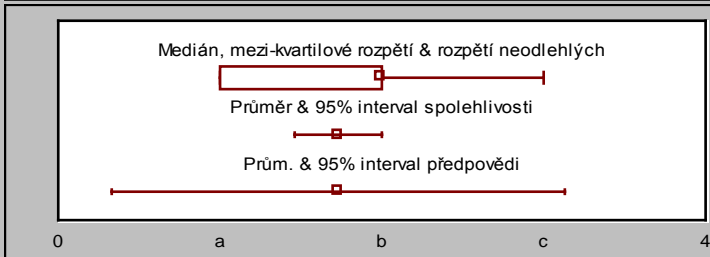 Medián, mezi-kvartilové rozpětí & rozpětí neodlehlých
Průměr & 95% interval spolehlivosti
Prům. & 95% interval předpovědi
0 a b c 4